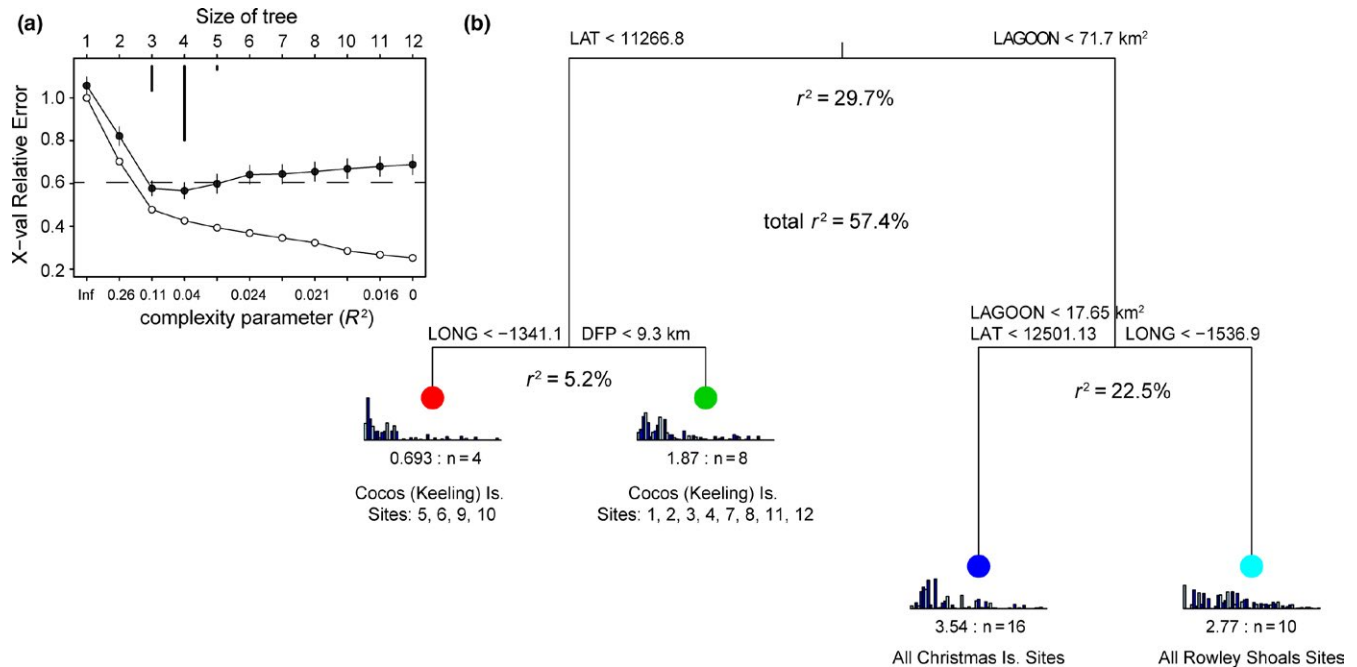 (a)
Size of tree
1 2 3 4 5 6 7 8 10 11 12
X−val Relative Error
1.0
0.8
0.6
0.4
0.2
Inf 0.26 0.11 0.04 0.024 0.021 0.016 0
complexity parameter (R²)
(b)
LAT < 11266.8 LAGOON < 71.7 km²
r² = 29.7%
total r² = 57.4%
LONG < −1341.1 DFP < 9.3 km
r² = 5.2%
LAGOON < 17.65 km²
LAT < 12501.13 LONG < −1536.9
r² = 22.5%
0.693 : n = 4
Cocos (Keeling) Is.
Sites: 5, 6, 9, 10
1.87 : n = 8
Cocos (Keeling) Is.
Sites: 1, 2, 3, 4, 7, 8, 11, 12
3.54 : n = 16
All Christmas Is. Sites
2.77 : n = 10
All Rowley Shoals Sites